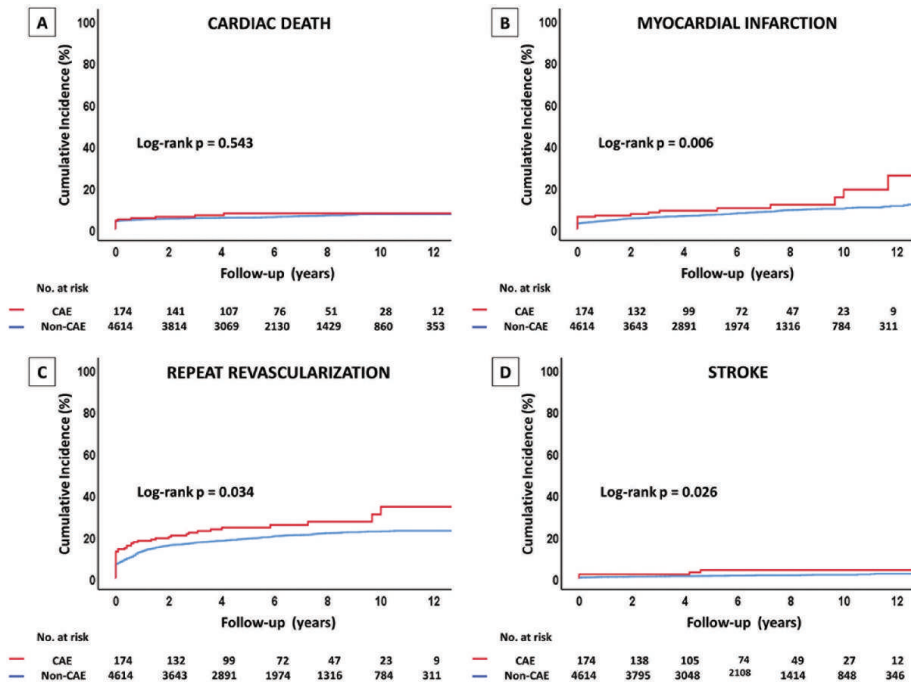 A
CARDIAC DEATH
Cumulative Incidence (%)
100
80
60
40
20
0
Log-rank p = 0.543
0 2 4 6 8 10 12
Follow-up (years)
No. at risk
CAE 174 141 107 76 51 28 12
Non-CAE 4614 3814 3069 2130 1429 860 353
B
MYOCARDIAL INFARCTION
Cumulative Incidence (%)
100
80
60
40
20
0
Log-rank p = 0.006
0 2 4 6 8 10 12
Follow-up (years)
No. at risk
CAE 174 132 99 72 47 23 9
Non-CAE 4614 3643 2891 1974 1316 784 311
C
REPEAT REVASCULARIZATION
Cumulative Incidence (%)
100
80
60
40
20
0
Log-rank p = 0.034
0 2 4 6 8 10 12
Follow-up (years)
No. at risk
CAE 174 132 99 72 47 23 9
Non-CAE 4614 3643 2891 1974 1316 784 311
D
STROKE
Cumulative Incidence (%)
100
80
60
40
20
0
Log-rank p = 0.026
0 2 4 6 8 10 12
Follow-up (years)
No. at risk
CAE 174 138 105 74 49 27 12
Non-CAE 4614 3795 3048 2108 1414 848 346